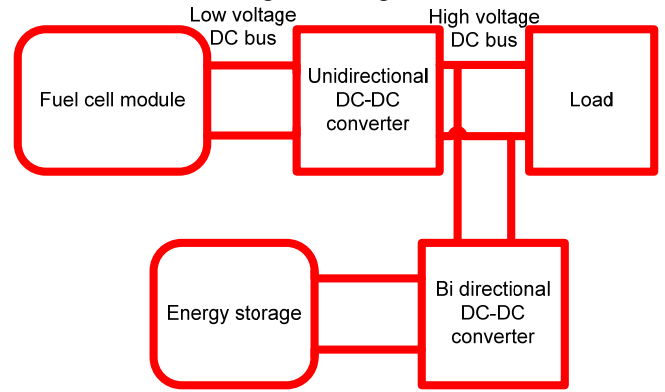 Low voltage
DC bus
High voltage
DC bus
Fuel cell module
Unidirectional
DC-DC
converter
Load
Energy storage
Bi directional
DC-DC
converter